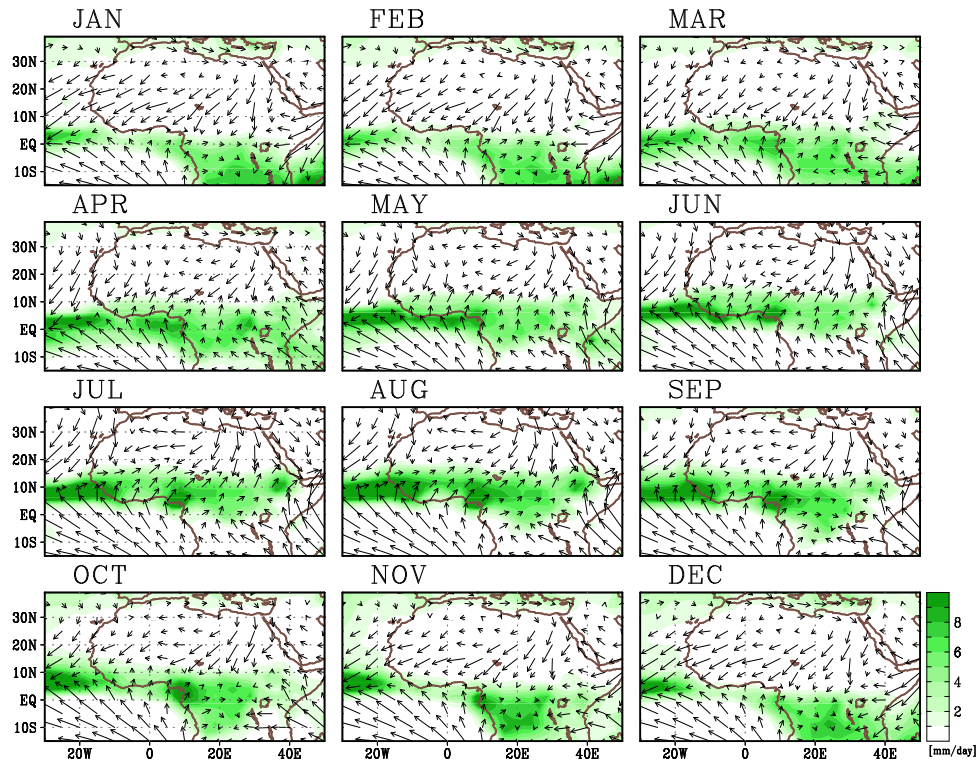 JAN FEB MAR
30N
20N
10N
EQ
10S
APR MAY JUN
30N
20N
10N
EQ
10S
JUL AUG SEP
30N
20N
10N
EQ
10S
OCT NOV DEC
30N
20N
10N
EQ
10S
8
6
4
2
20W 0 20E 40E 20W 0 20E 40E 20W 0 20E 40E
[mm/day]